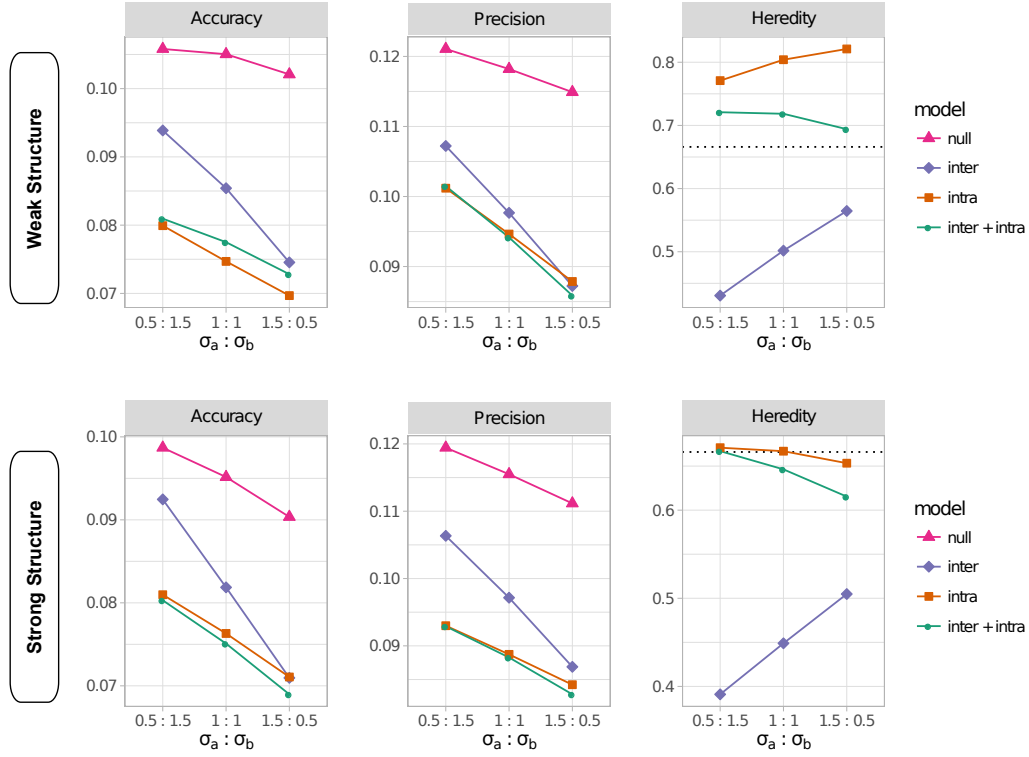 Weak Structure
Accuracy
0.10
0.09
0.08
0.07
0.5 : 1.5 1 : 1 1.5 : 0.5
σa : σb
Precision
0.12
0.11
0.10
0.09
0.5 : 1.5 1 : 1 1.5 : 0.5
σa : σb
Heredity
0.8
0.7
0.6
0.5
0.5 : 1.5 1 : 1 1.5 : 0.5
σa : σb
model
null
inter
intra
inter + intra
Strong Structure
Accuracy
0.10
0.09
0.08
0.07
0.5 : 1.5 1 : 1 1.5 : 0.5
σa : σb
Precision
0.12
0.11
0.10
0.09
0.5 : 1.5 1 : 1 1.5 : 0.5
σa : σb
Heredity
0.6
0.5
0.4
0.5 : 1.5 1 : 1 1.5 : 0.5
σa : σb
model
null
inter
intra
inter + intra